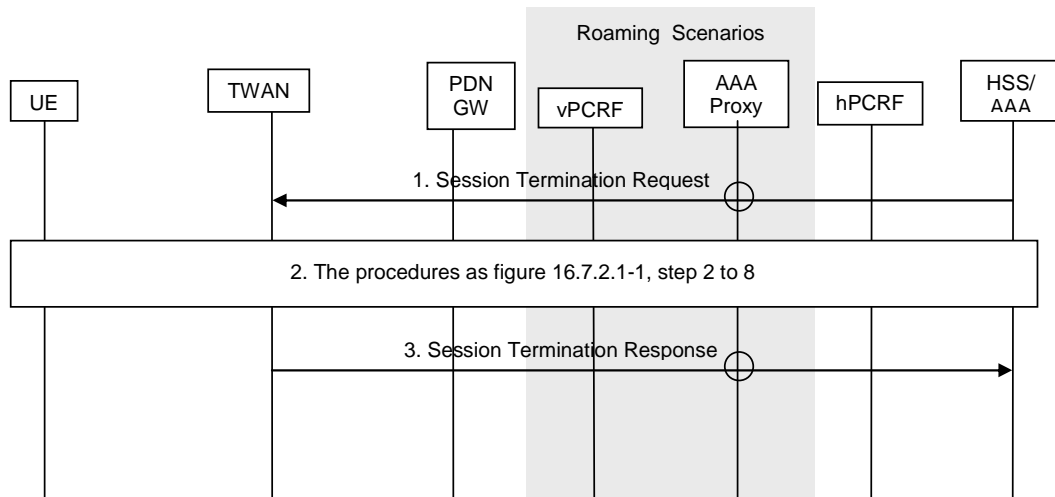 Roaming Scenarios
UE
TWAN
PDN
GW
vPCRF
AAA
Proxy
hPCRF
HSS/
AAA
1. Session Termination Request
2. The procedures as figure 16.7.2.1-1, step 2 to 8
3. Session Termination Response